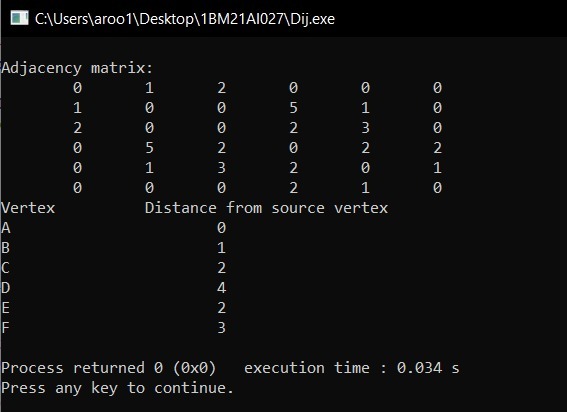 C:\Users\aroo1\Desktop\1BM21AI027\Dij.exe
Adjacency matrix:
0 1 2 0 0 0
1 0 0 5 1 0
2 0 0 2 3 0
0 5 2 0 2 2
0 1 3 2 0 1
0 0 0 2 1 0
Vertex Distance from source vertex
A 0
B 1
C 2
D 4
E 2
F 3
Process returned 0 (0x0) execution time : 0.034 s
Press any key to continue.